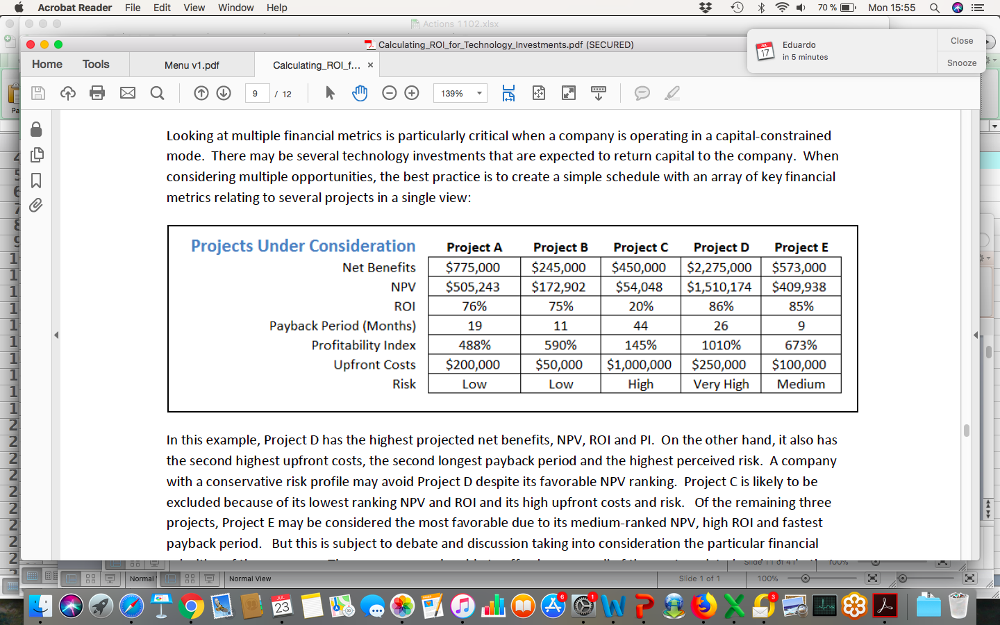 Acrobat Reader File Edit View Window Help 70 % Mon 15:55
Actions 1102.xlsx
Calculating_ROI_for_Technology_Investments.pdf (SECURED)
JUL 17 Eduardo in 5 minutes Close Snooze
Home Tools Menu v1.pdf Calculating_ROI_f... ×
9 / 12 139%
Looking at multiple financial metrics is particularly critical when a company is operating in a capital-constrained
mode. There may be several technology investments that are expected to return capital to the company. When
considering multiple opportunities, the best practice is to create a simple schedule with an array of key financial
metrics relating to several projects in a single view:
Projects Under Consideration Project A Project B Project C Project D Project E
Net Benefits $775,000 $245,000 $450,000 $2,275,000 $573,000
NPV $505,243 $172,902 $54,048 $1,510,174 $409,938
ROI 76% 75% 20% 86% 85%
Payback Period (Months) 19 11 44 26 9
Profitability Index 488% 590% 145% 1010% 673%
Upfront Costs $200,000 $50,000 $1,000,000 $250,000 $100,000
Risk Low Low High Very High Medium
In this example, Project D has the highest projected net benefits, NPV, ROI and PI. On the other hand, it also has
the second highest upfront costs, the second longest payback period and the highest perceived risk. A company
with a conservative risk profile may avoid Project D despite its favorable NPV ranking. Project C is likely to be
excluded because of its lowest ranking NPV and ROI and its high upfront costs and risk. Of the remaining three
projects, Project E may be considered the most favorable due to its medium-ranked NPV, high ROI and fastest
payback period. But this is subject to debate and discussion taking into consideration the particular financial
Normal Normal View Slide 1 of 1 100%
JUL 23 6 1 3